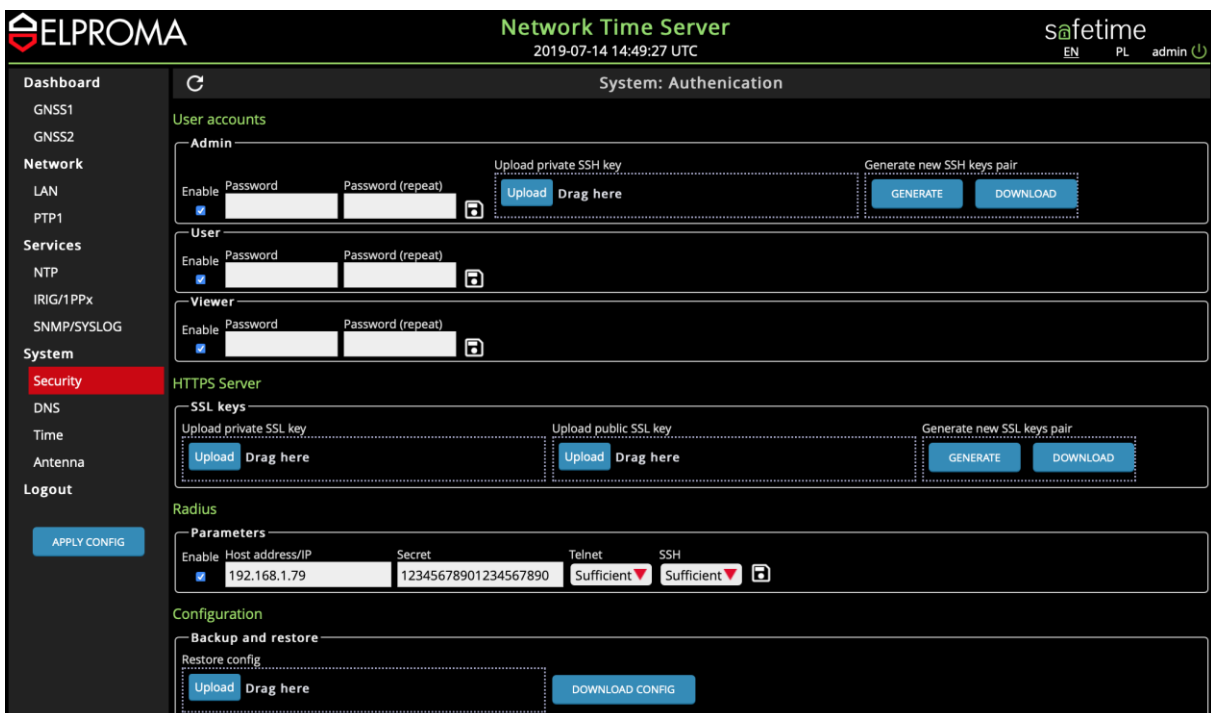 ELPROMA
Network Time Server
2019-07-14 14:49:27 UTC
safetime
EN PL admin
Dashboard
GNSS1
GNSS2
Network
LAN
PTP1
Services
NTP
IRIG/1PPx
SNMP/SYSLOG
System
Security
DNS
Time
Antenna
Logout
APPLY CONFIG
System: Authenication
User accounts
Admin
Upload private SSH key Generate new SSH keys pair
Enable Password Password (repeat)
Upload Drag here GENERATE DOWNLOAD
User
Enable Password Password (repeat)
Viewer
Enable Password Password (repeat)
HTTPS Server
SSL keys
Upload private SSL key Upload public SSL key Generate new SSL keys pair
Upload Drag here Upload Drag here GENERATE DOWNLOAD
Radius
Parameters
Enable Host address/IP Secret Telnet SSH
192.168.1.79 12345678901234567890 Sufficient Sufficient
Configuration
Backup and restore
Restore config
Upload Drag here DOWNLOAD CONFIG